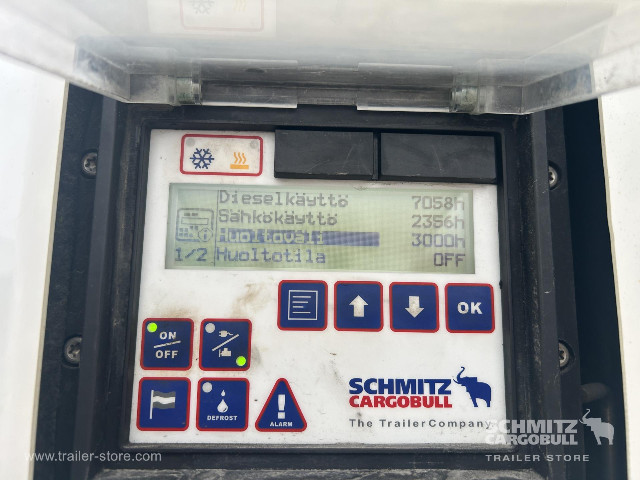 Dieselkäyttö 7058h
Sähkökäyttö 2356h
Huoltoväli 3000h
1/2 Huoltotila OFF
OK
ON
OFF
DEFROST
ALARM
SCHMITZ
CARGOBULL
The TrailerCompany
SCHMITZ
CARGOBULL
TRAILER STORE
www.trailer-store.com